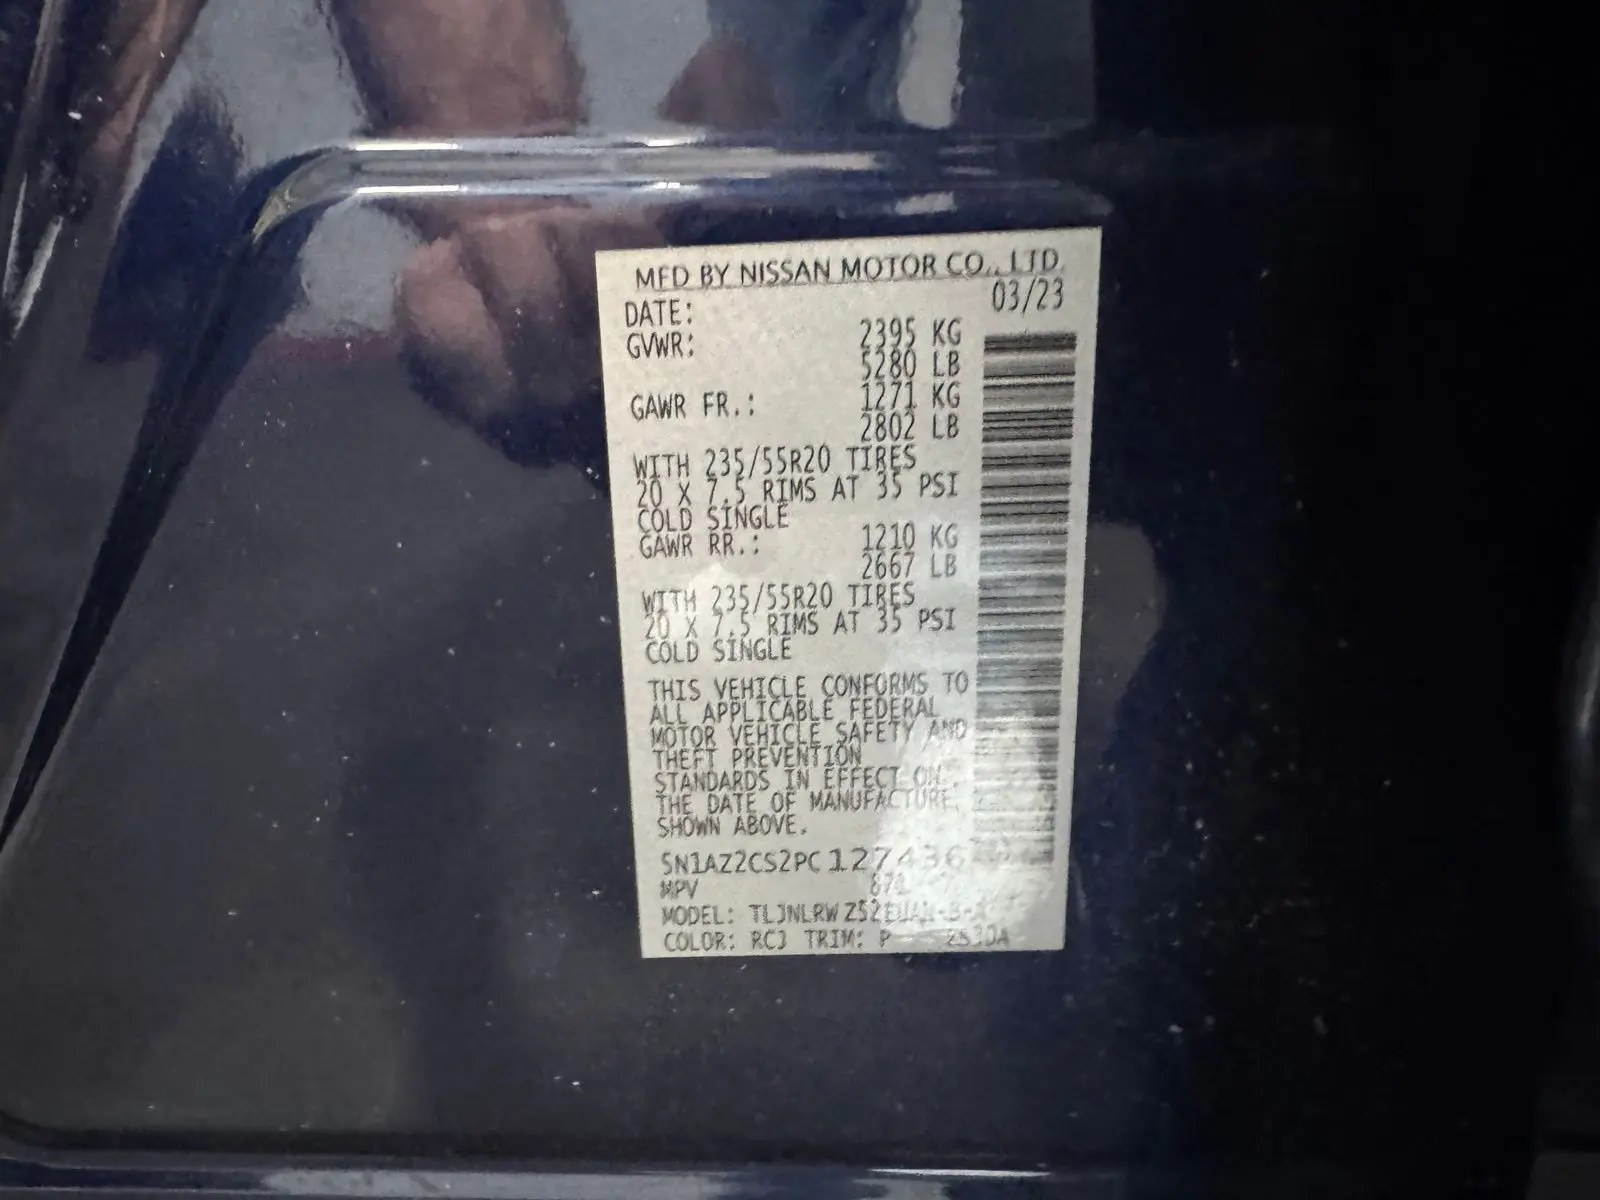 MFD BY NISSAN MOTOR CO., LTD.
DATE: 03/23
GVWR: 2395 KG
5280 LB
GAWR FR.: 1271 KG
2802 LB
WITH 235/55R20 TIRES
20 X 7.5 RIMS AT 35 PSI
COLD SINGLE
GAWR RR.: 1210 KG
2667 LB
WITH 235/55R20 TIRES
20 X 7.5 RIMS AT 35 PSI
COLD SINGLE
THIS VEHICLE CONFORMS TO
ALL APPLICABLE FEDERAL
MOTOR VEHICLE SAFETY AND
THEFT PREVENTION
STANDARDS IN EFFECT ON
THE DATE OF MANUFACTURE
SHOWN ABOVE.
5N1AZ2CS2PC127436
MPV
MODEL: TLJNLRW
COLOR: RCJ TRIM: P